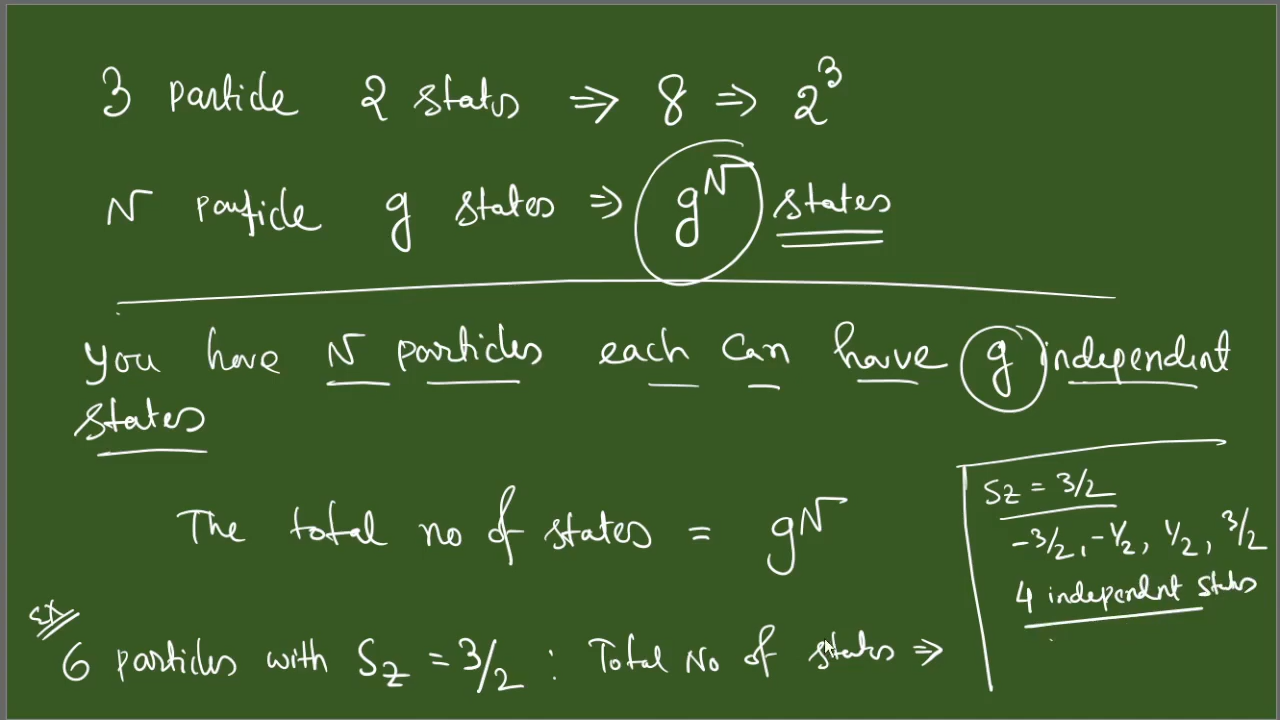 3 particle 2 states ⇒ 8 ⇒ 2³
N particle g states ⇒ gᴺ states
you have N particles each can have g independent
states
The total no of states = gᴺ
Sz = 3/2
-3/2, -1/2, 1/2, 3/2
4 independent states
Ex
6 particles with Sz = 3/2 : Total No of states ⇒